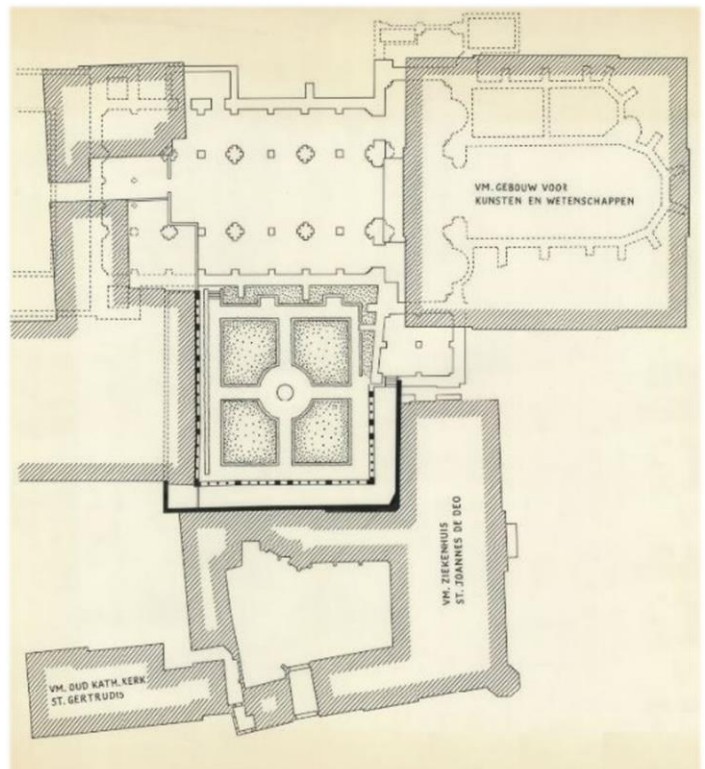 VM. GEBOUW VOOR
KUNSTEN EN WETENSCHAPPEN
VM. ZIEKENHUIS
ST. JOANNES DE DEO
VM. OUD KATH. KERK
ST. GERTRUDIS